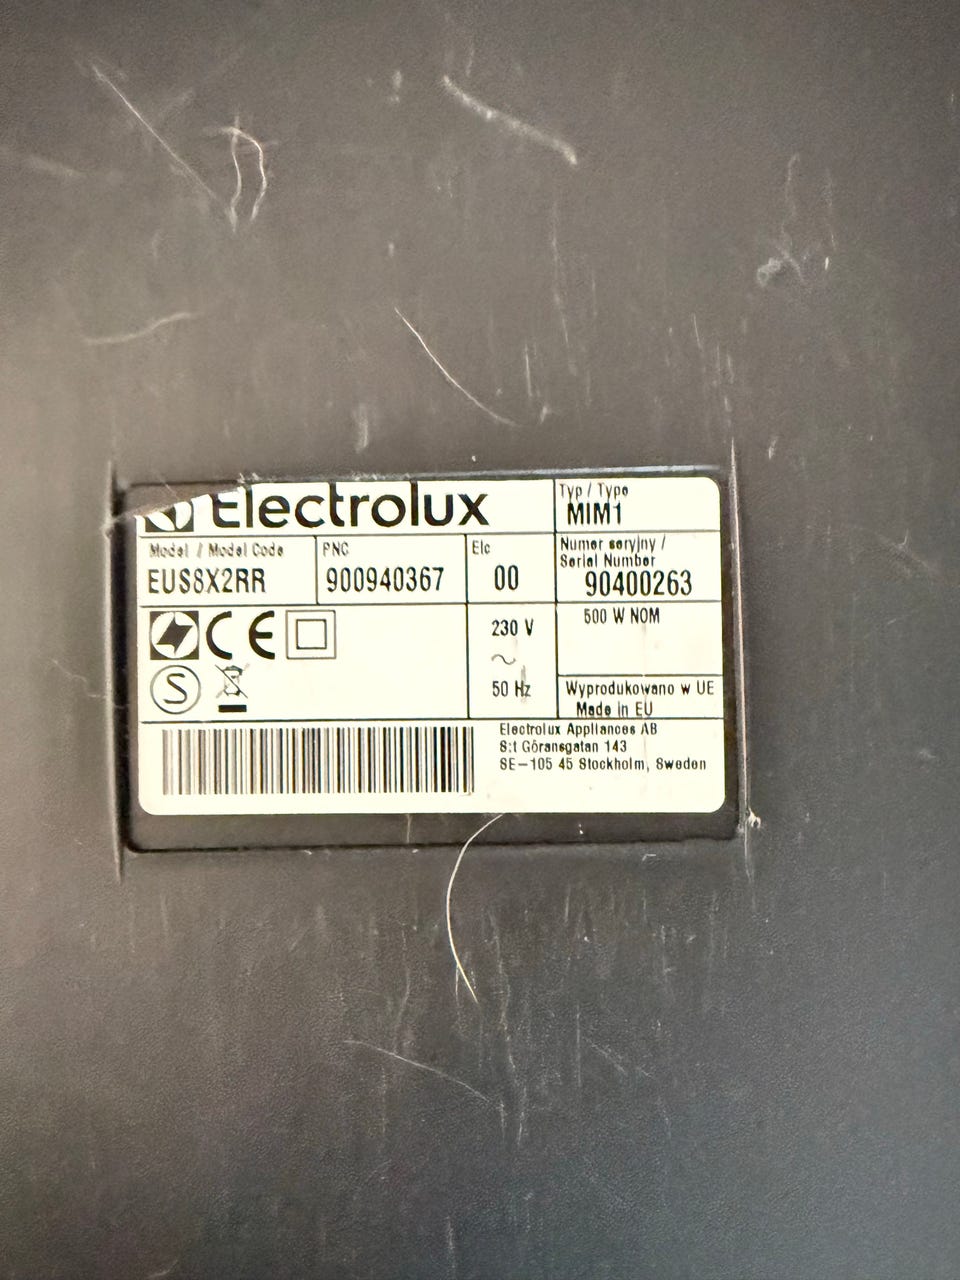 Electrolux
Typ / Type
MIM1
Model / Model Code
EUS8X2RR
PNC
900940367
Elc
00
Numer seryjny /
Serial Number
90400263
CE
230 V
~
50 Hz
500 W NOM
S
Wyprodukowano w UE
Made in EU
Electrolux Appliances AB
S:t Göransgatan 143
SE-105 45 Stockholm, Sweden